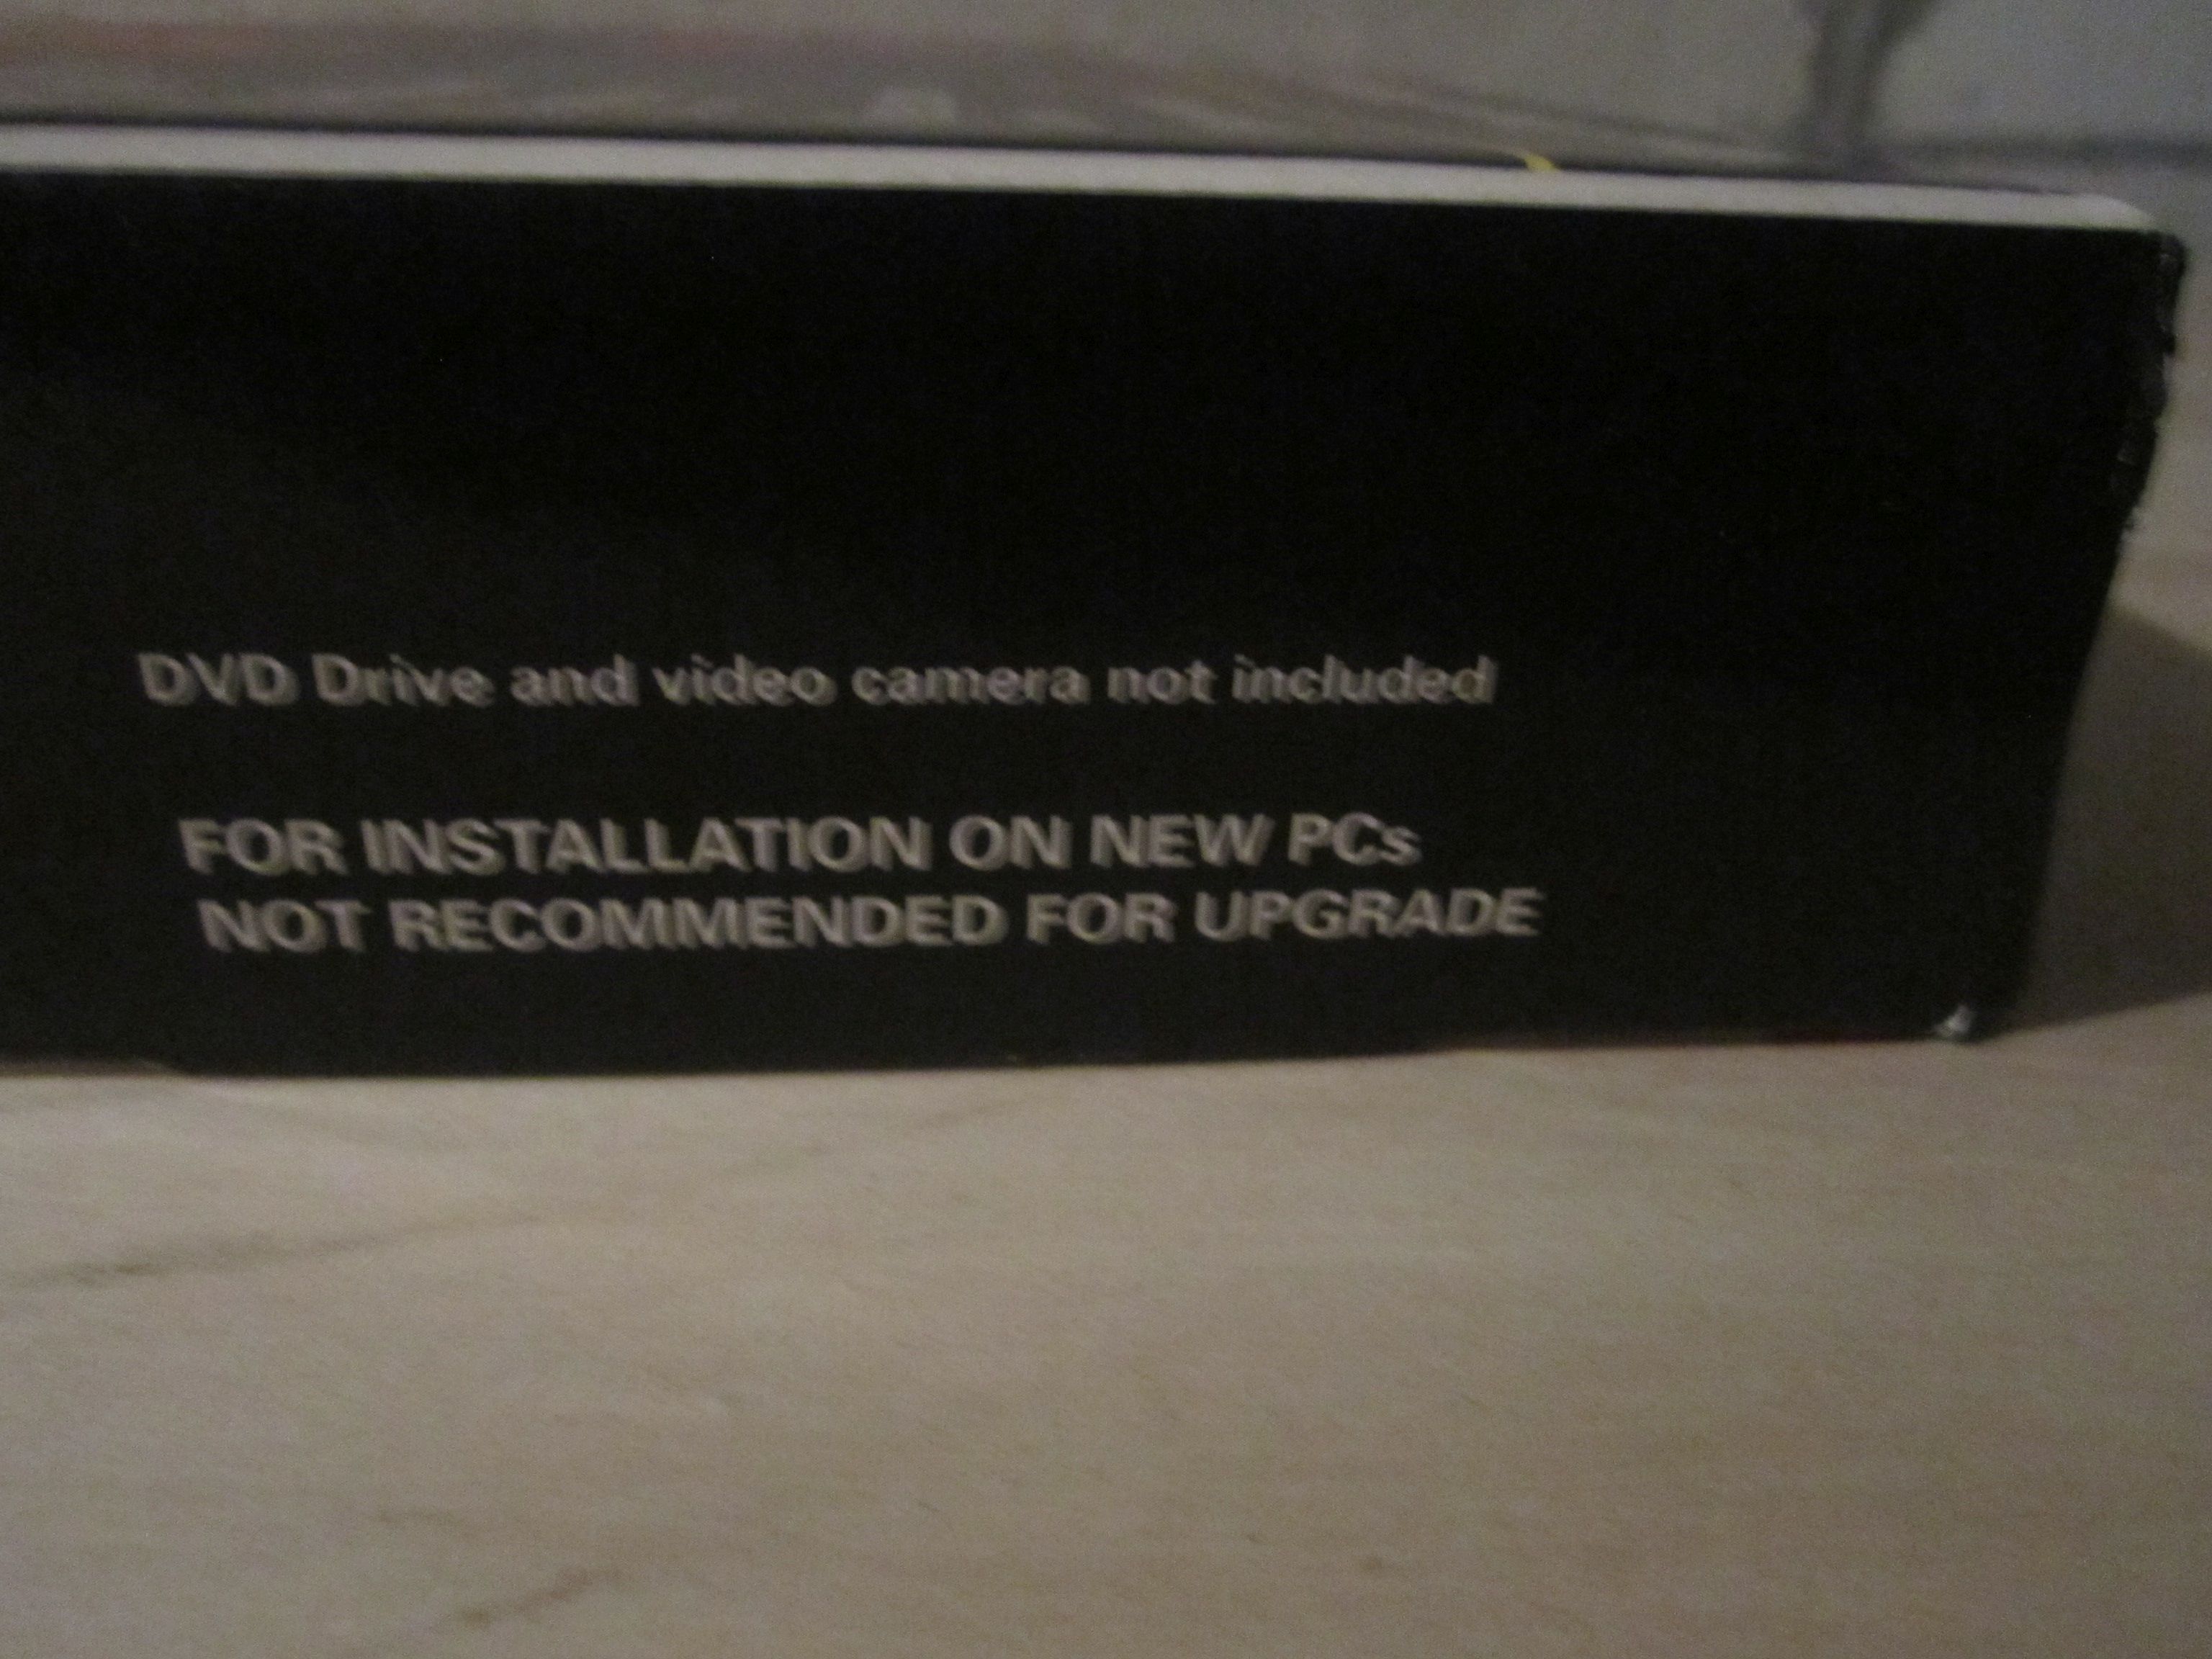 DVD Drive and video camera not included
FOR INSTALLATION ON NEW PCs
NOT RECOMMENDED FOR UPGRADE